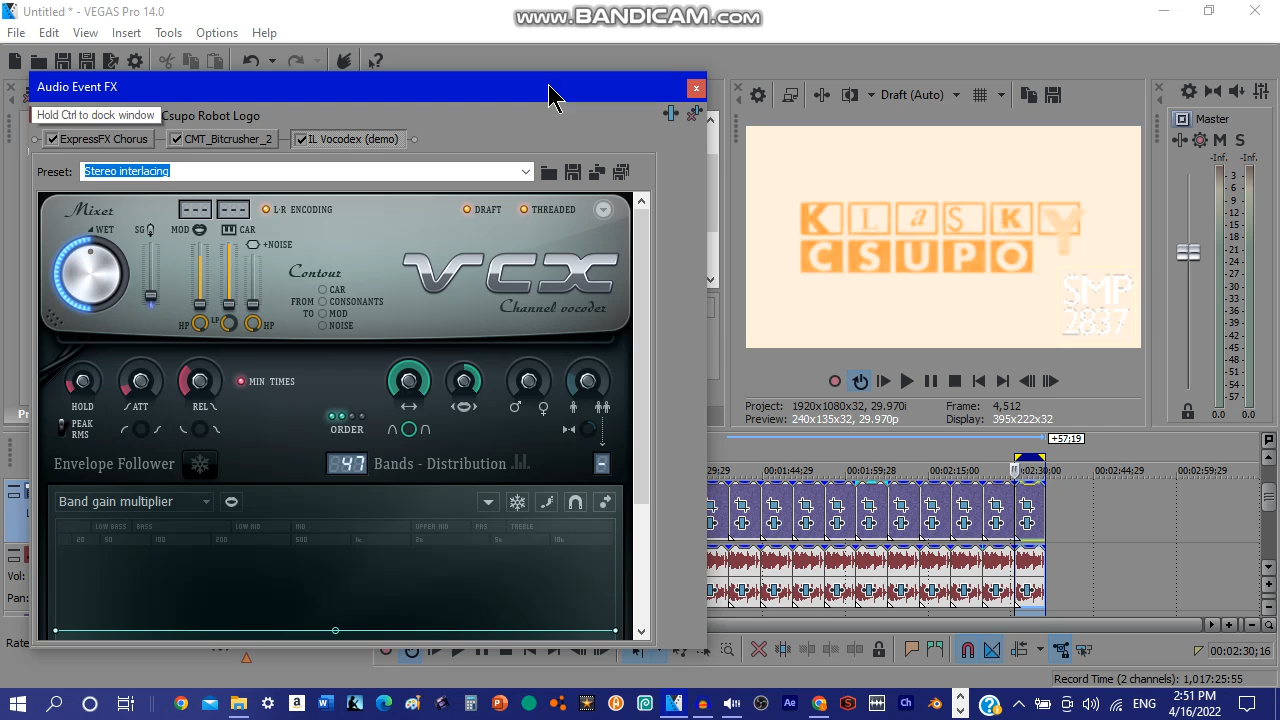 Untitled * - VEGAS Pro 14.0
www.BANDICAM.com
File Edit View Insert Tools Options Help
Audio Event FX
Hold Ctrl to dock window
Csupo Robot Logo
ExpressFX Chorus CMT_Bitcrusher_2 IL Vocodex (demo)
Preset: Stereo interlacing
Mixer
WET SG MOD CAR
L-R ENCODING DRAFT THREADED
+NOISE
Contour
CAR
FROM CONSONANTS
TO MOD
NOISE
HP LP HP
VCX
Channel vocoder
HOLD ATT REL
MIN TIMES
PEAK
RMS
ORDER
Envelope Follower
47 Bands - Distribution
Band gain multiplier
LOW BASS BASS LOW MID MID UPPER MID PRS TREBLE
20 50 100 200 500 1k 2k 5k 10k
Draft (Auto)
KLASKY
CSUPO
SMP
2837
Project: 1920x1080x32, 29.970i
Frame: 4,512
Preview: 240x135x32, 29.970p
Display: 395x222x32
Master
M S
-Inf. -Inf.
3
6
9
12
15
18
21
24
27
30
33
36
39
42
45
48
51
54
57
0.0 0.0
+57;19
29;29 00:01:44;29 00:01:59;28 00:02:15;00 0:02:30;00 00:02:44;29 00:02:59;29
Pr
Vol:
Pan:
Rate
00:02:30;16
Record Time (2 channels): 1,017:25:55
ENG
2:51 PM
4/16/2022